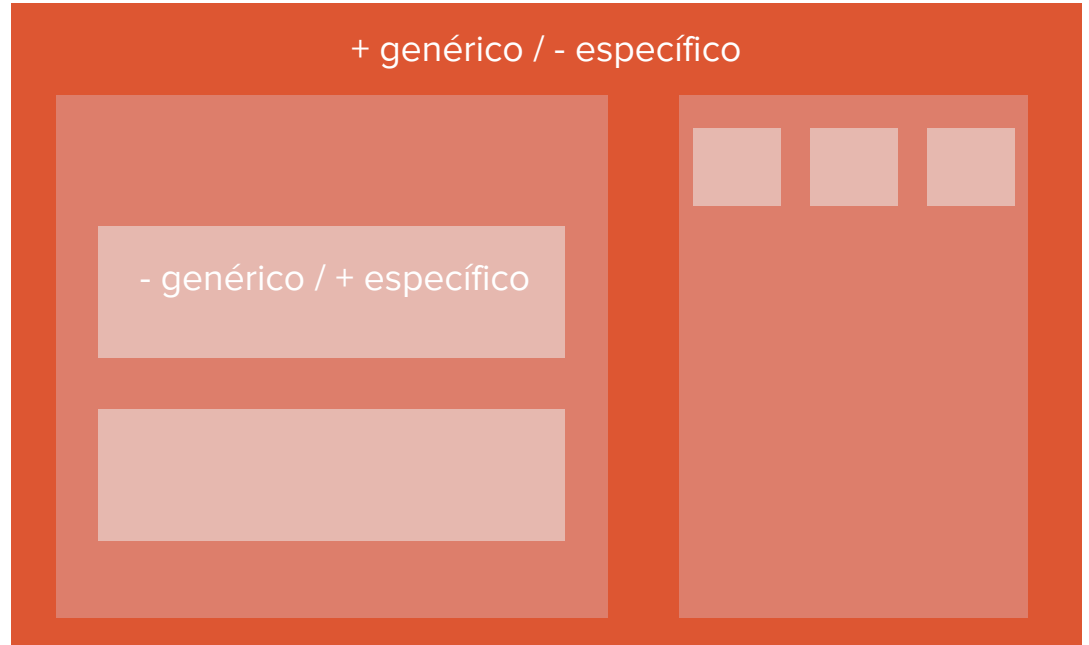 + genérico / - específico
- genérico / + específico